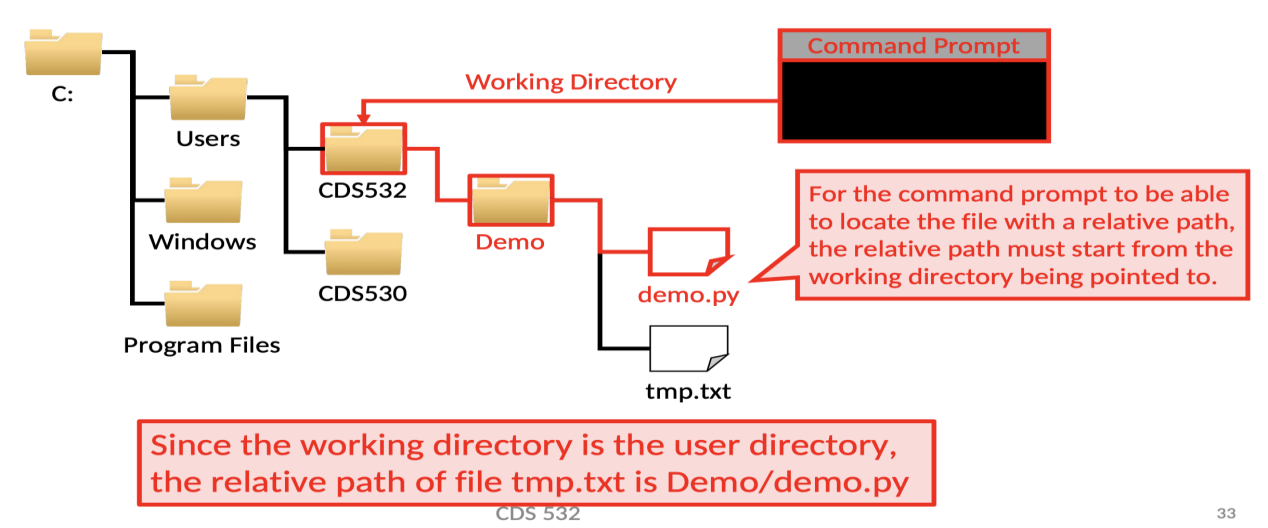 Command Prompt
Working Directory
C:
Users
CDS532
For the command prompt to be able
to locate the file with a relative path,
the relative path must start from the
working directory being pointed to.
Windows
Demo
CDS530
demo.py
Program Files
tmp.txt
Since the working directory is the user directory,
the relative path of file tmp.txt is Demo/demo.py
CDS 532
33